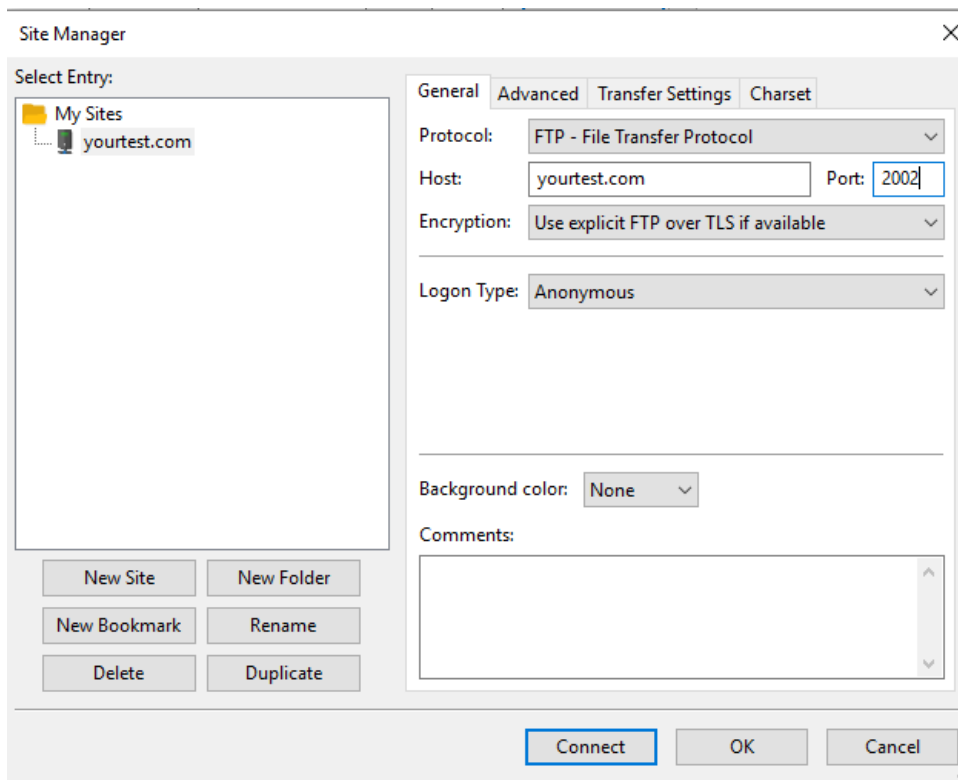 Site Manager
Select Entry:
My Sites
yourtest.com
New Site New Folder
New Bookmark Rename
Delete Duplicate
General Advanced Transfer Settings Charset
Protocol: FTP - File Transfer Protocol
Host: yourtest.com Port: 2002
Encryption: Use explicit FTP over TLS if available
Logon Type: Anonymous
Background color: None
Comments:
Connect OK Cancel